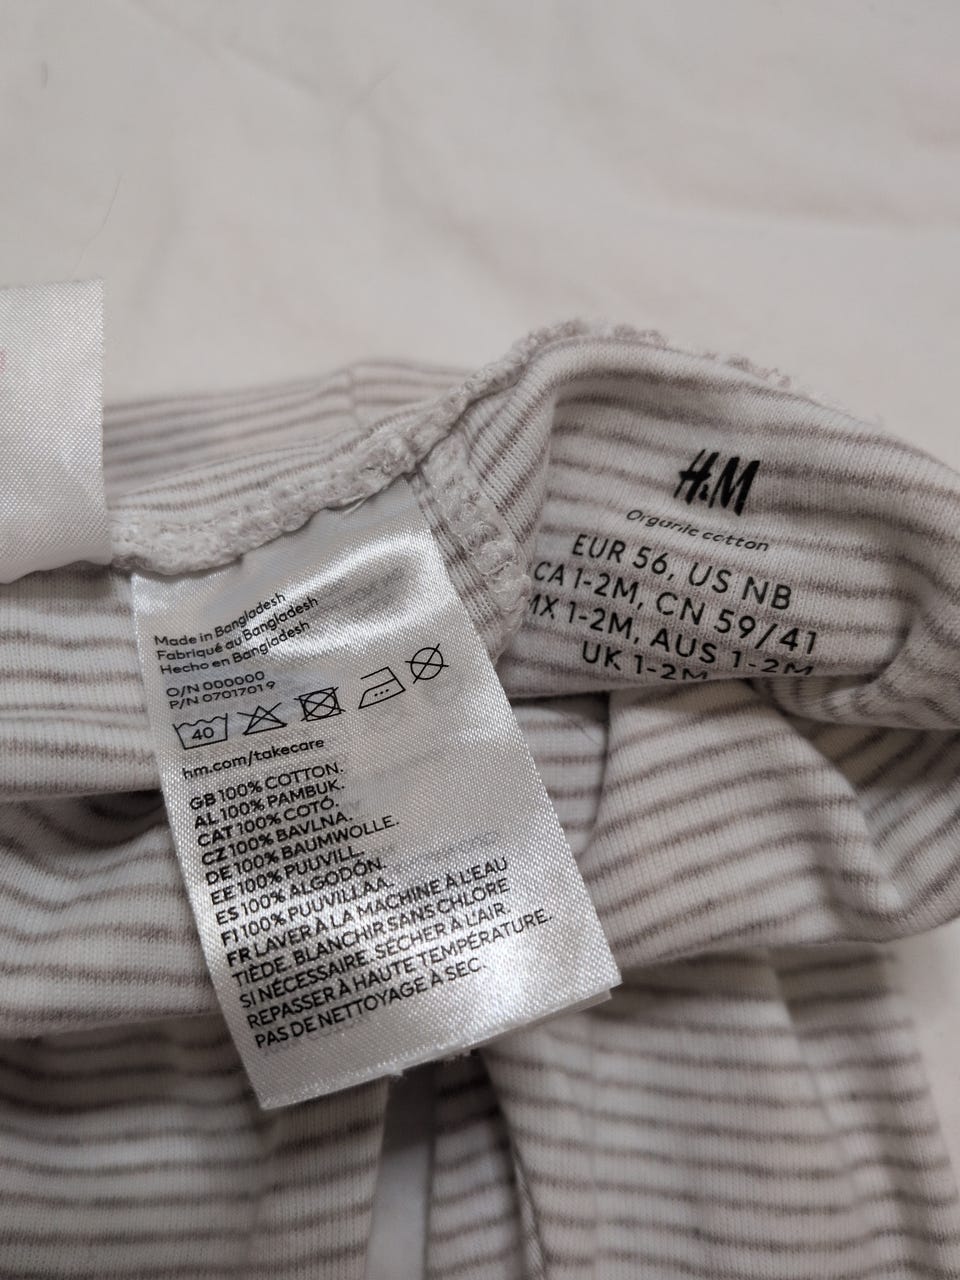 Made in Bangladesh
Fabriqué au Bangladesh
Hecho en Bangladesh
O/N 000000
P/N 07017019
40
hm.com/takecare
GB 100% COTTON.
AL 100% PAMBUK.
CAT 100% COTÓ.
CZ 100% BAVLNA.
DE 100% BAUMWOLLE.
EE 100% PUUVILL.
ES 100% ALGODÓN.
FI 100% PUUVILLAA.
FR LAVER À LA MACHINE À L'EAU
TIÈDE. BLANCHIR SANS CHLORE
SI NÉCESSAIRE. SÉCHER À L'AIR.
REPASSER À HAUTE TEMPÉRATURE.
PAS DE NETTOYAGE À SEC.
H&M
Organic cotton
EUR 56, US NB
CA 1-2M, CN 59/41
MX 1-2M, AUS 1-2M
UK 1-2M